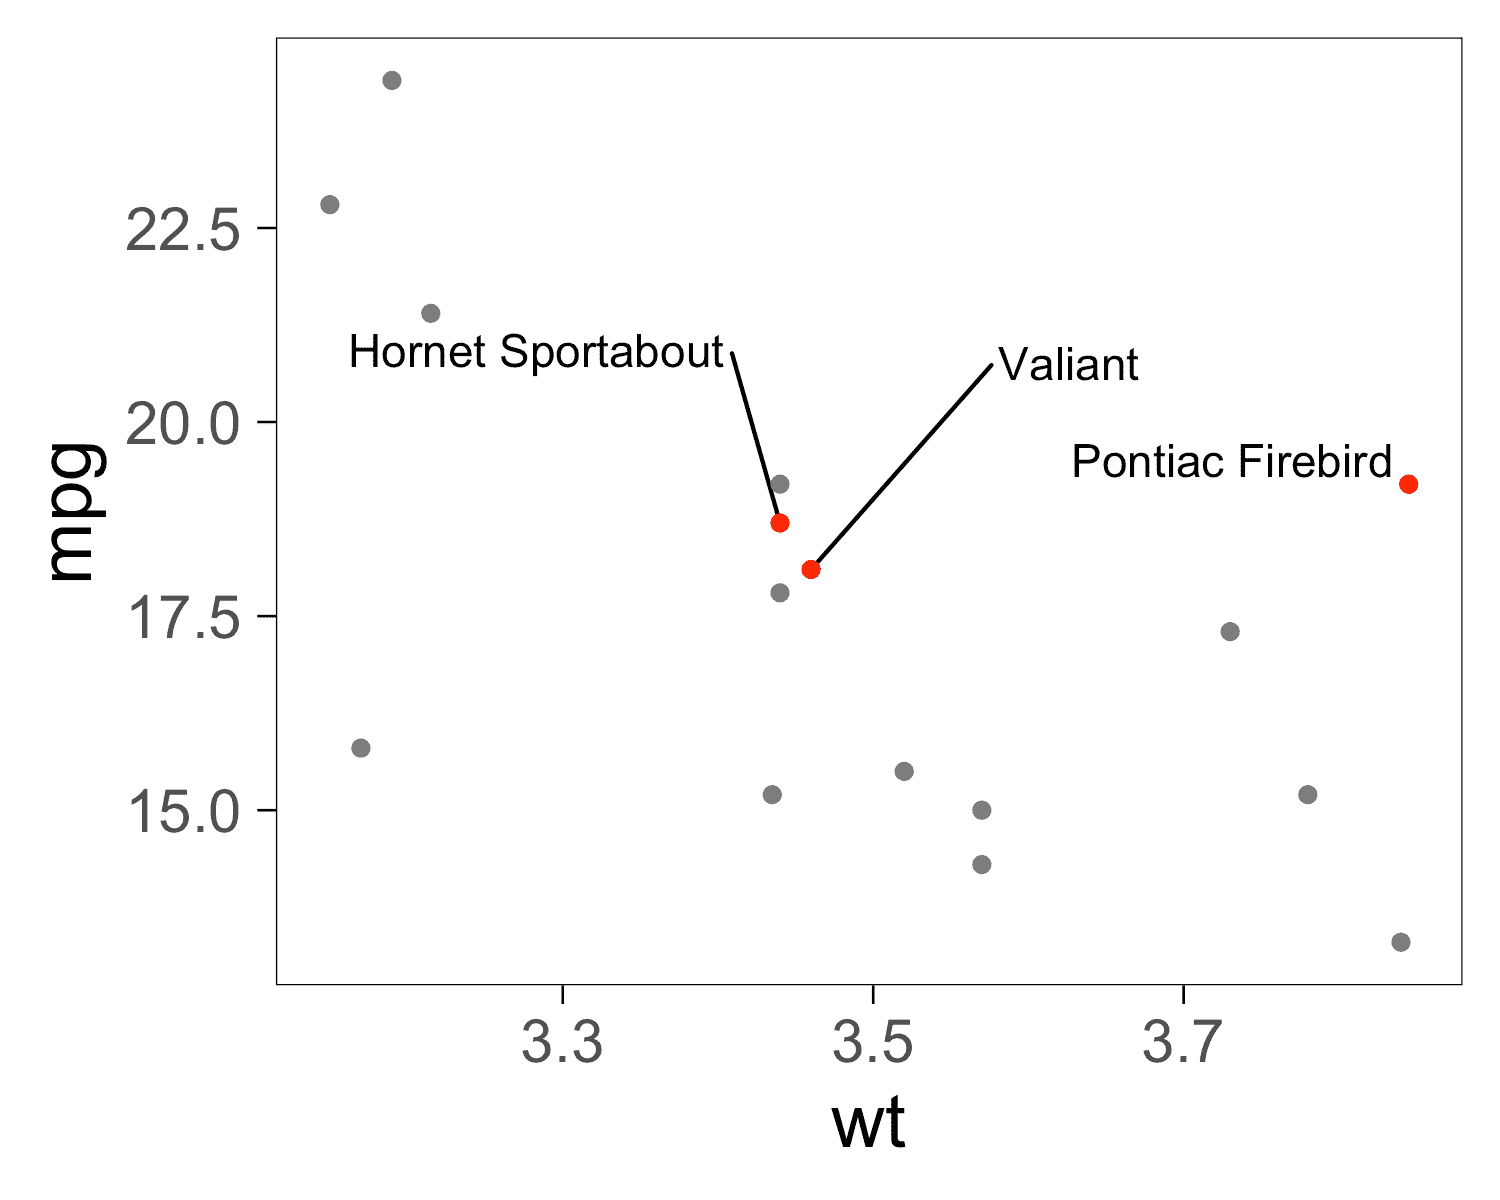 22.5
Hornet Sportabout
Valiant
20.0
Pontiac Firebird
mpg
17.5
15.0
3.3 3.5 3.7
wt